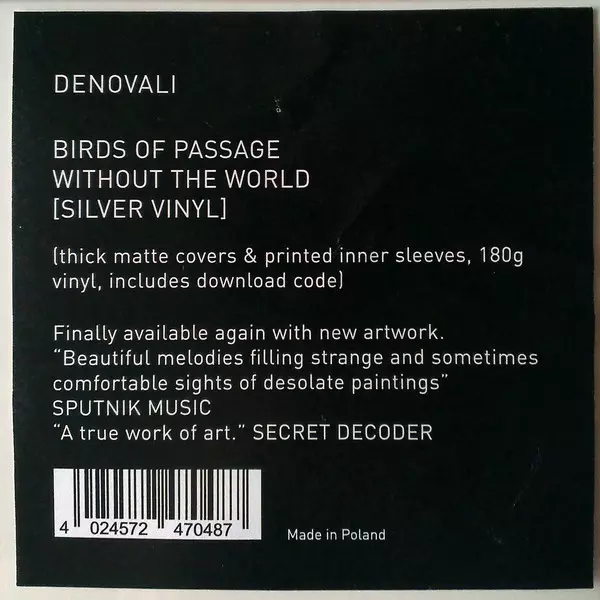 DENOVALI
BIRDS OF PASSAGE
WITHOUT THE WORLD
[SILVER VINYL]
(thick matte covers & printed inner sleeves, 180g
vinyl, includes download code)
Finally available again with new artwork.
“Beautiful melodies filling strange and sometimes
comfortable sights of desolate paintings”
SPUTNIK MUSIC
“A true work of art.” SECRET DECODER
4 024572 470487
Made in Poland